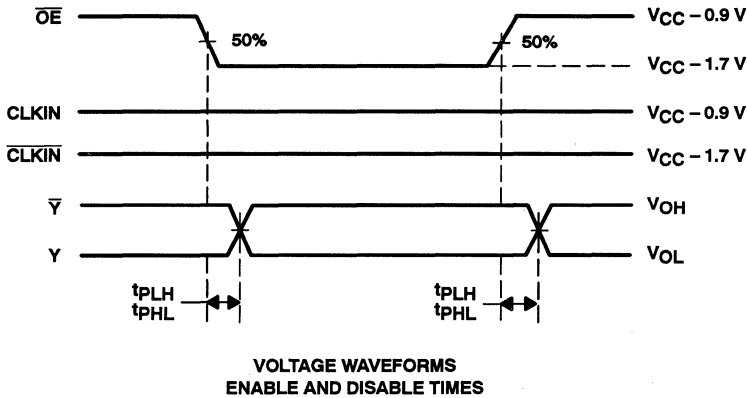 OE
50%
50%
VCC – 0.9 V
VCC – 1.7 V
CLKIN
VCC – 0.9 V
CLKIN
VCC – 1.7 V
Y
VOH
Y
VOL
tPLH
tPHL
tPLH
tPHL
VOLTAGE WAVEFORMS
ENABLE AND DISABLE TIMES